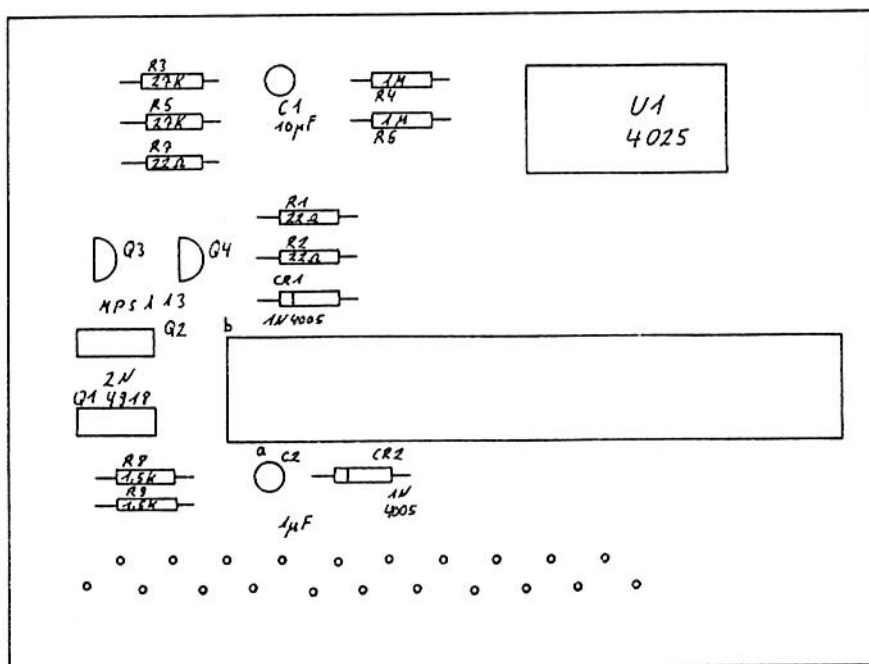 R3
27K
R5
27K
R7
22Ω
C1
10µF
1M
R4
1M
R6
U1
4025
R1
22Ω
R2
22Ω
CR1
1N4005
Q3
Q4
MPS A 13
Q2
2N
Q1 4918
b
a
C2
1µF
CR2
1N
4005
R8
1,5K
R9
1,5K